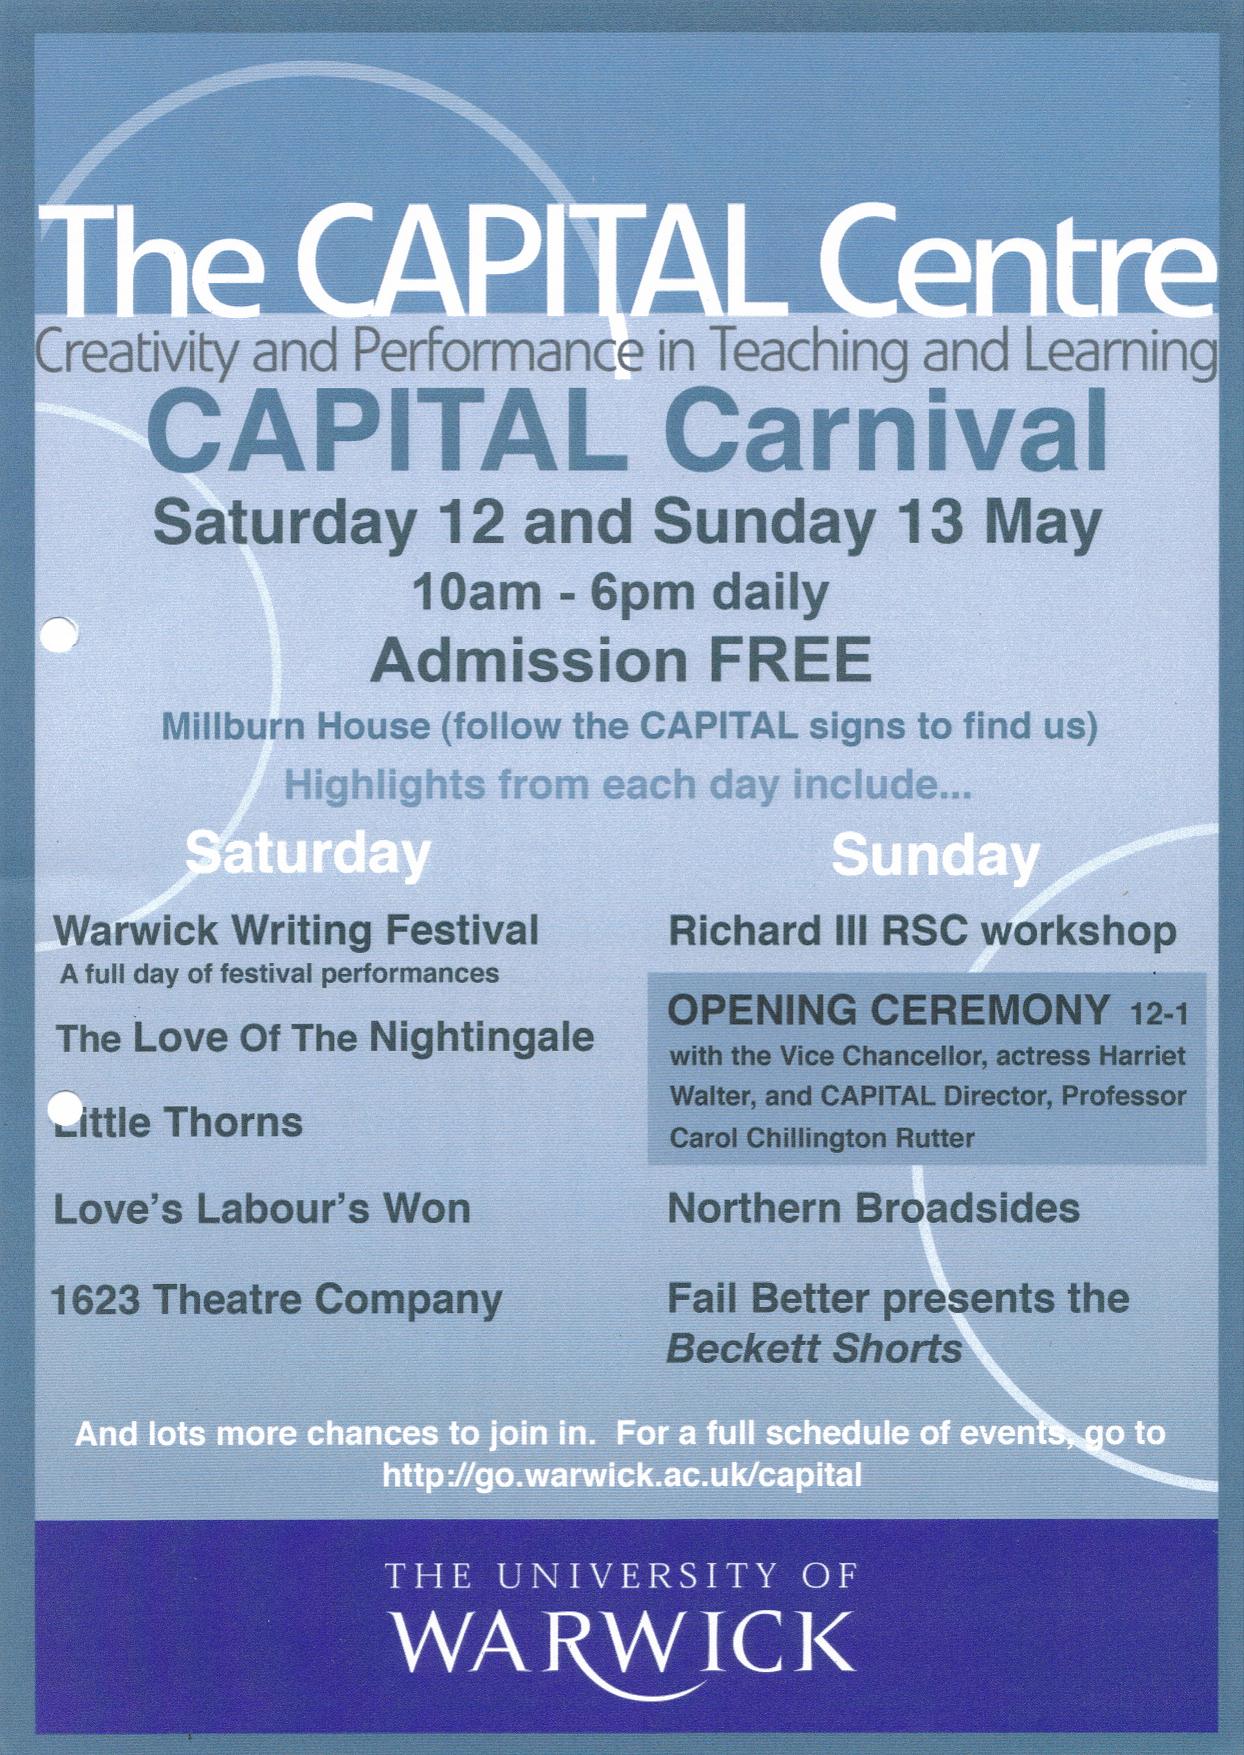 The CAPITAL Centre
Creativity and Performance in Teaching and Learning
CAPITAL Carnival
Saturday 12 and Sunday 13 May
10am - 6pm daily
Admission FREE
Millburn House (follow the CAPITAL signs to find us)
Highlights from each day include...
Saturday
Warwick Writing Festival
A full day of festival performances
The Love Of The Nightingale
Little Thorns
Love's Labour's Won
1623 Theatre Company
Sunday
Richard III RSC workshop
OPENING CEREMONY 12-1
with the Vice Chancellor, actress Harriet
Walter, and CAPITAL Director, Professor
Carol Chillington Rutter
Northern Broadsides
Fail Better presents the
Beckett Shorts
And lots more chances to join in. For a full schedule of events, go to
http://go.warwick.ac.uk/capital
THE UNIVERSITY OF
WARWICK